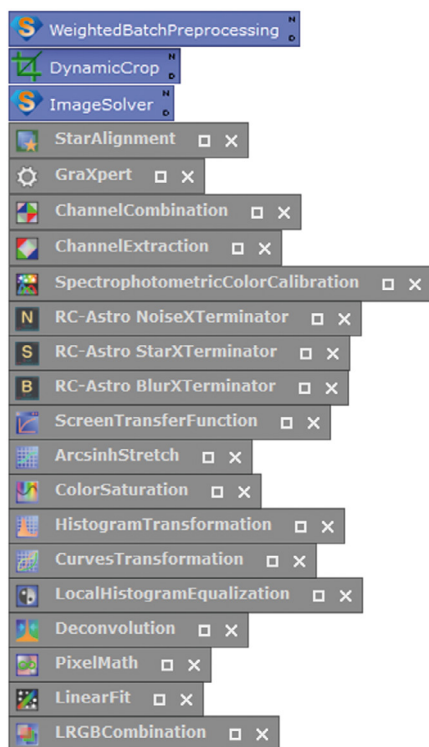 S WeightedBatchPreprocessing N D
DynamicCrop N D
S ImageSolver N D
StarAlignment
GraXpert
ChannelCombination
ChannelExtraction
SpectrophotometricColorCalibration
N RC-Astro NoiseXTerminator
S RC-Astro StarXTerminator
B RC-Astro BlurXTerminator
ScreenTransferFunction
ArcsinhStretch
ColorSaturation
HistogramTransformation
CurvesTransformation
LocalHistogramEqualization
Deconvolution
PixelMath
LinearFit
LRGBCombination